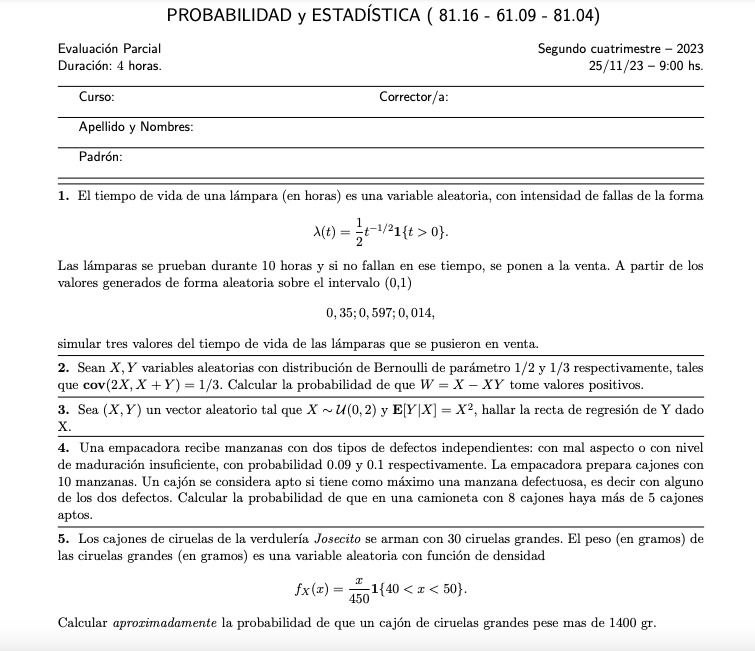 PROBABILIDAD y ESTADÍSTICA ( 81.16 - 61.09 - 81.04)
Evaluación Parcial
Segundo cuatrimestre – 2023
Duración: 4 horas.
25/11/23 – 9:00 hs.
Curso:
Corrector/a:
Apellido y Nombres:
Padrón:
1. El tiempo de vida de una lámpara (en horas) es una variable aleatoria, con intensidad de fallas de la forma
λ(t) = 1/2 t^{-1/2} 1{t > 0}.
Las lámparas se prueban durante 10 horas y si no fallan en ese tiempo, se ponen a la venta. A partir de los
valores generados de forma aleatoria sobre el intervalo (0,1)
0, 35; 0, 597; 0, 014,
simular tres valores del tiempo de vida de las lámparas que se pusieron en venta.
2. Sean X, Y variables aleatorias con distribución de Bernoulli de parámetro 1/2 y 1/3 respectivamente, tales
que cov(2X, X + Y) = 1/3. Calcular la probabilidad de que W = X − XY tome valores positivos.
3. Sea (X, Y) un vector aleatorio tal que X ∼ U(0, 2) y E[Y|X] = X², hallar la recta de regresión de Y dado
X.
4. Una empacadora recibe manzanas con dos tipos de defectos independientes: con mal aspecto o con nivel
de maduración insuficiente, con probabilidad 0.09 y 0.1 respectivamente. La empacadora prepara cajones con
10 manzanas. Un cajón se considera apto si tiene como máximo una manzana defectuosa, es decir con alguno
de los dos defectos. Calcular la probabilidad de que en una camioneta con 8 cajones haya más de 5 cajones
aptos.
5. Los cajones de ciruelas de la verdulería Josecito se arman con 30 ciruelas grandes. El peso (en gramos) de
las ciruelas grandes (en gramos) es una variable aleatoria con función de densidad
f_X(x) = x/450 1{40 < x < 50}.
Calcular aproximadamente la probabilidad de que un cajón de ciruelas grandes pese mas de 1400 gr.